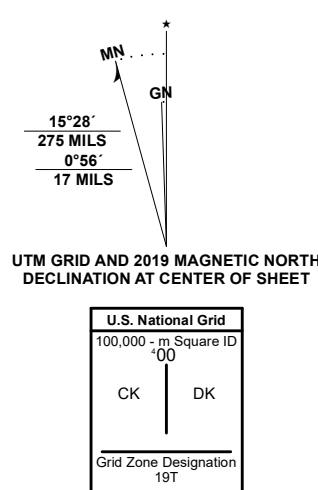 ★
MN
GN
15°28´
275 MILS
0°56´
17 MILS
UTM GRID AND 2019 MAGNETIC NORTH
DECLINATION AT CENTER OF SHEET
U.S. National Grid
100,000 - m Square ID
⁴00
CK DK
Grid Zone Designation
19T